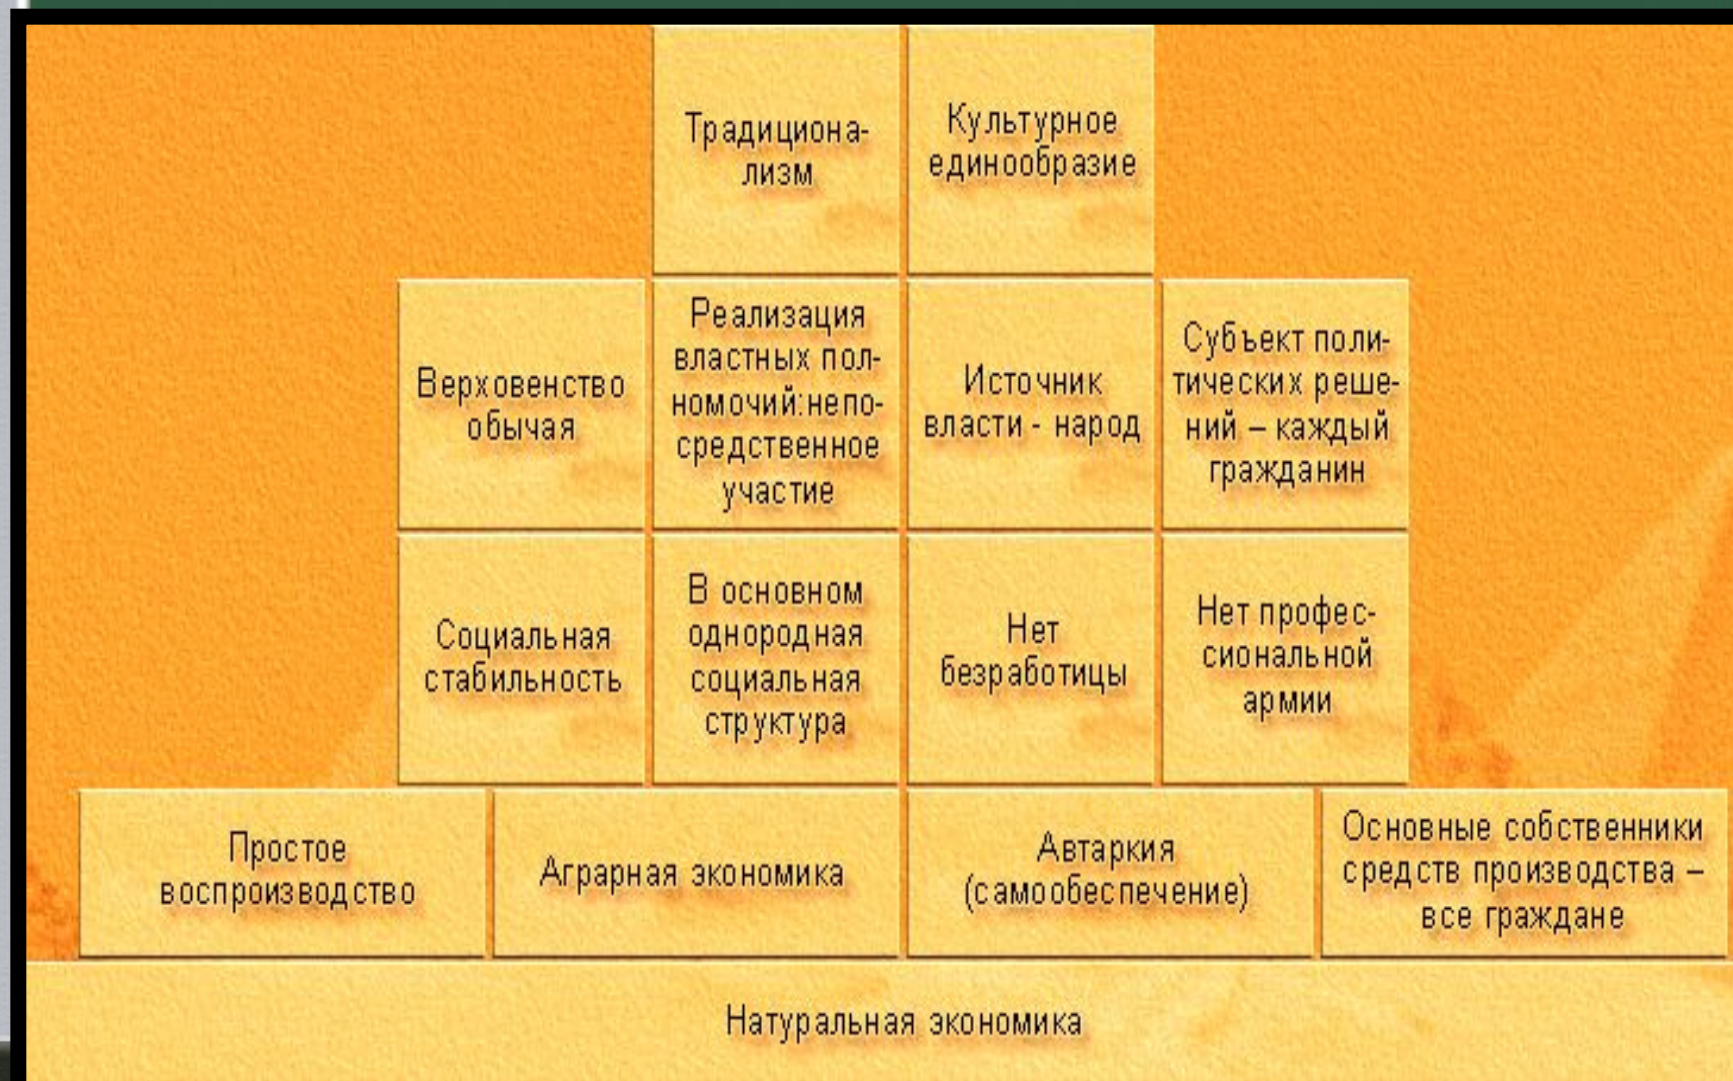 Традициона-
лизм
Культурное
единообразие
Верховенство
обычая
Реализация
властных пол-
номочий:непо-
средственное
участие
Источник
власти - народ
Субъект поли-
тических реше-
ний – каждый
гражданин
Социальная
стабильность
В основном
однородная
социальная
структура
Нет
безработицы
Нет профес-
сиональной
армии
Простое
воспроизводство
Аграрная экономика
Автаркия
(самообеспечение)
Основные собственники
средств производства –
все граждане
Натуральная экономика